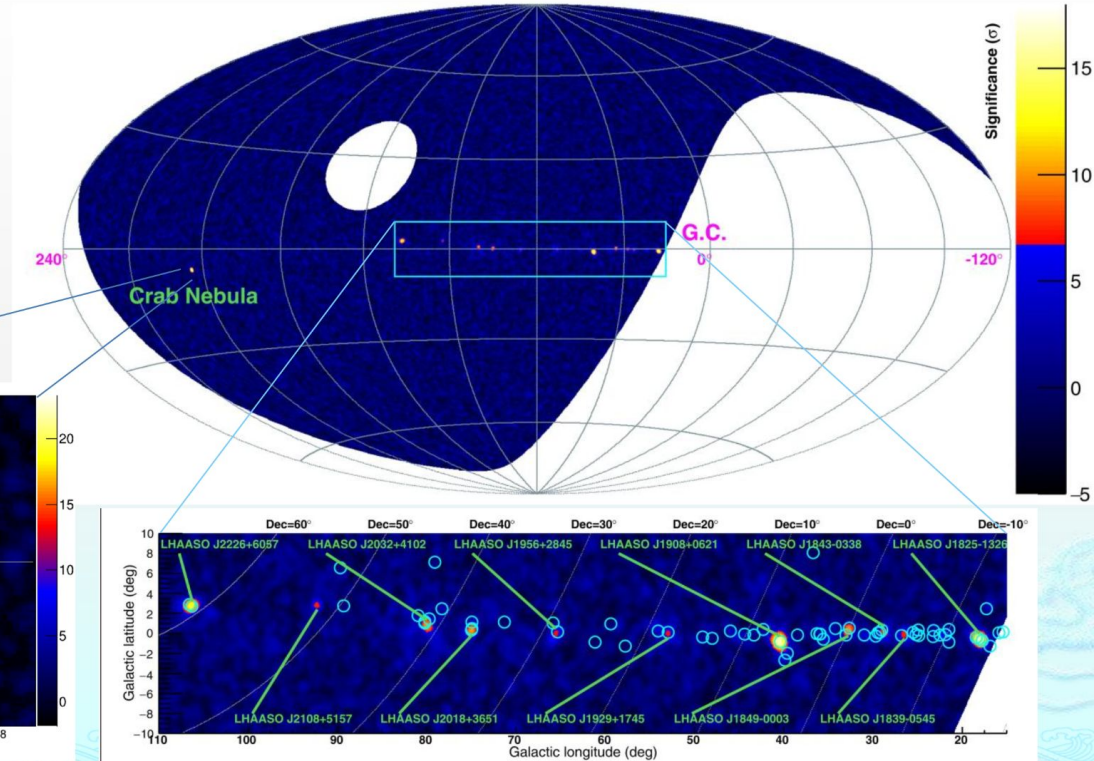 Significance (σ)
15
10
5
0
−5
G.C.
240°
0°
-120°
Crab Nebula
20
15
10
5
0
8
Dec=60°
Dec=50°
Dec=40°
Dec=30°
Dec=20°
Dec=10°
Dec=0°
Dec=-10°
LHAASO J2226+6057
LHAASO J2032+4102
LHAASO J1956+2845
LHAASO J1908+0621
LHAASO J1843-0338
LHAASO J1825-1326
Galactic latitude (deg)
10
8
6
4
2
0
−2
−4
−6
−8
−10
LHAASO J2108+5157
LHAASO J2018+3651
LHAASO J1929+1745
LHAASO J1849-0003
LHAASO J1839-0545
110
100
90
80
70
60
50
40
30
20
Galactic longitude (deg)